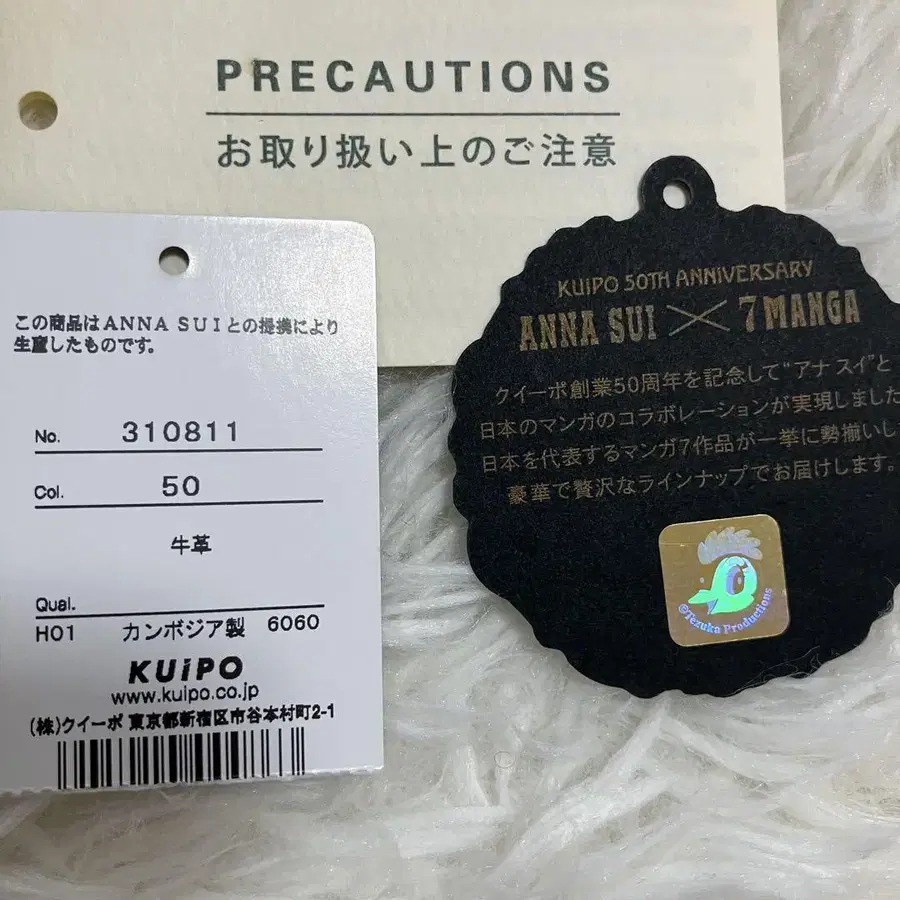 PRECAUTIONS
お取り扱い上のご注意
この商品はANNA SUIとの提携により
生産したものです。
No. 310811
Col. 50
牛革
Qual.
H01 カンボジア製 6060
KUiPO
www.kuipo.co.jp
(株)クイーポ 東京都新宿区市谷本村町2-1
KUiPO 50TH ANNIVERSARY
ANNA SUI × 7 MANGA
クイーポ創業50周年を記念して"アナ スイ"と
日本のマンガのコラボレーションが実現しました
日本を代表するマンガ7作品が一挙に勢揃いし
豪華で贅沢なラインナップでお届けします。
©Tezuka Productions